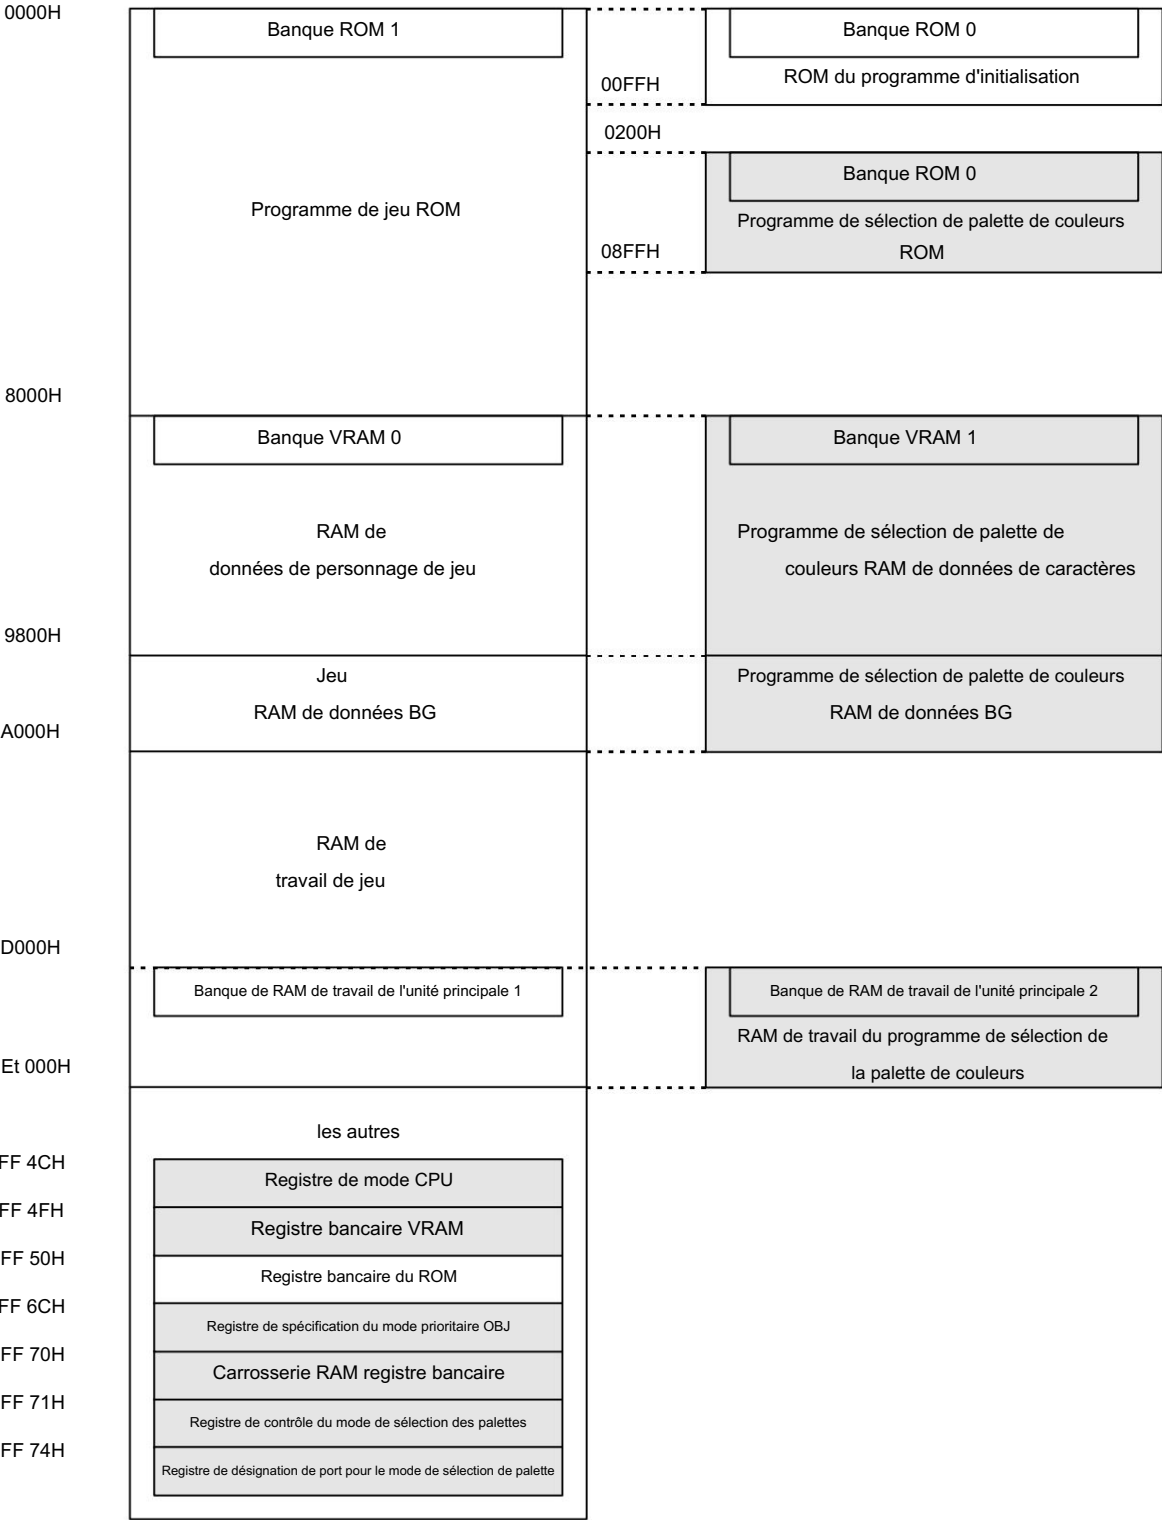 0000H
Banque ROM 1
Banque ROM 0
ROM du programme d'initialisation
00FFH
0200H
Banque ROM 0
Programme de jeu ROM
Programme de sélection de palette de couleurs
ROM
08FFH
8000H
Banque VRAM 0
Banque VRAM 1
RAM de
données de personnage de jeu
Programme de sélection de palette de
couleurs RAM de données de caractères
9800H
Jeu
RAM de données BG
Programme de sélection de palette de couleurs
RAM de données BG
A000H
RAM de
travail de jeu
D000H
Banque de RAM de travail de l'unité principale 1
Banque de RAM de travail de l'unité principale 2
RAM de travail du programme de sélection de
la palette de couleurs
Et 000H
les autres
FF 4CH
Registre de mode CPU
FF 4FH
Registre bancaire VRAM
FF 50H
Registre bancaire du ROM
FF 6CH
Registre de spécification du mode prioritaire OBJ
FF 70H
Carrosserie RAM registre bancaire
FF 71H
Registre de contrôle du mode de sélection des palettes
FF 74H
Registre de désignation de port pour le mode de sélection de palette